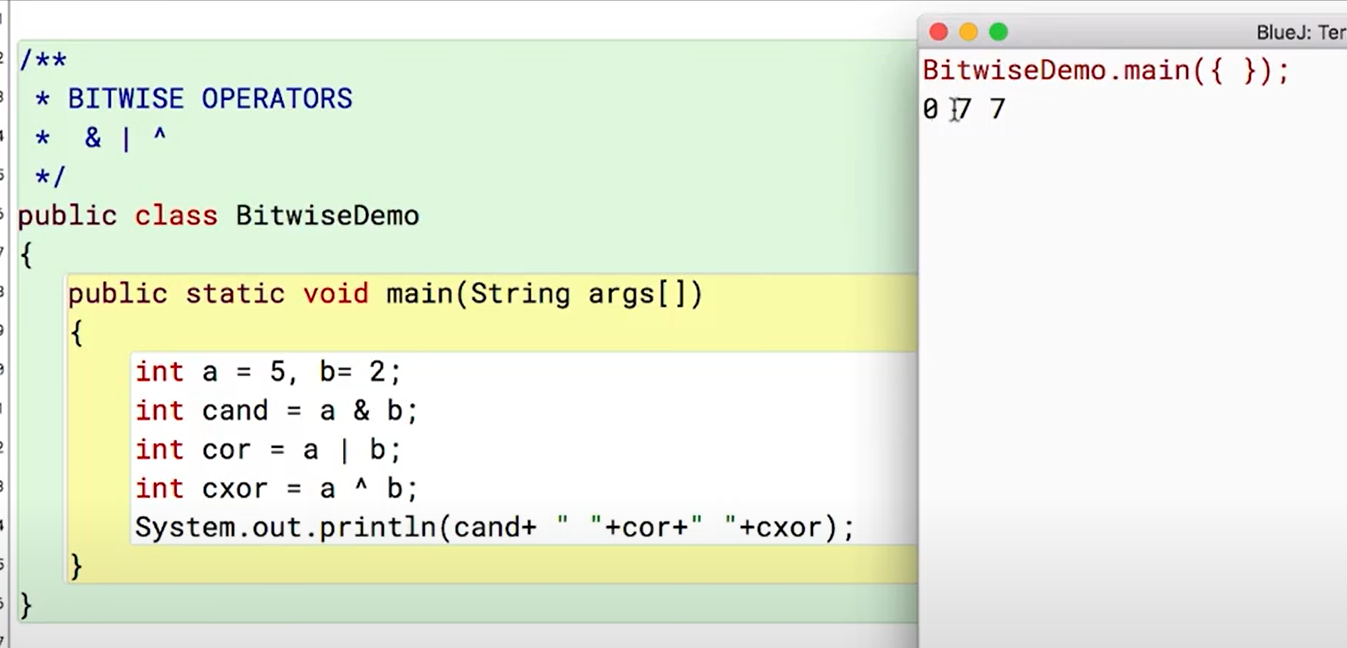 /**
* BITWISE OPERATORS
* & | ^
*/
public class BitwiseDemo
{
public static void main(String args[])
{
int a = 5, b= 2;
int cand = a & b;
int cor = a | b;
int cxor = a ^ b;
System.out.println(cand+ " "+cor+" "+cxor);
}
}
BlueJ: Ter
BitwiseDemo.main({ });
0 7 7